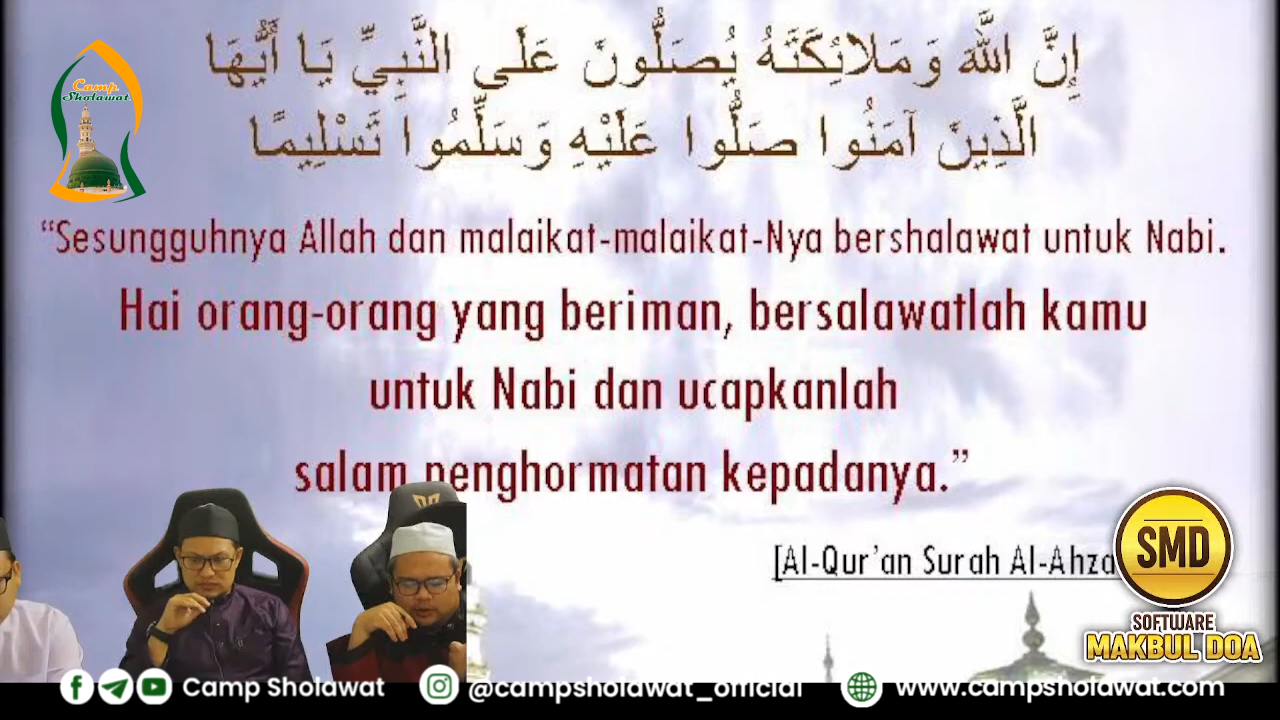 Camp
Sholawat
إِنَّ اللَّهَ وَمَلَائِكَتَهُ يُصَلُّونَ عَلَى النَّبِيِّ يَا أَيُّهَا
الَّذِينَ آمَنُوا صَلُّوا عَلَيْهِ وَسَلِّمُوا تَسْلِيمًا
“Sesungguhnya Allah dan malaikat-malaikat-Nya bershalawat untuk Nabi.
Hai orang-orang yang beriman, bersalawatlah kamu
untuk Nabi dan ucapkanlah
salam penghormatan kepadanya.”
[Al-Qur’an Surah
SMD
SOFTWARE
MAKBUL DOA
Camp Sholawat @campsholawat_official www.campsholawat.com